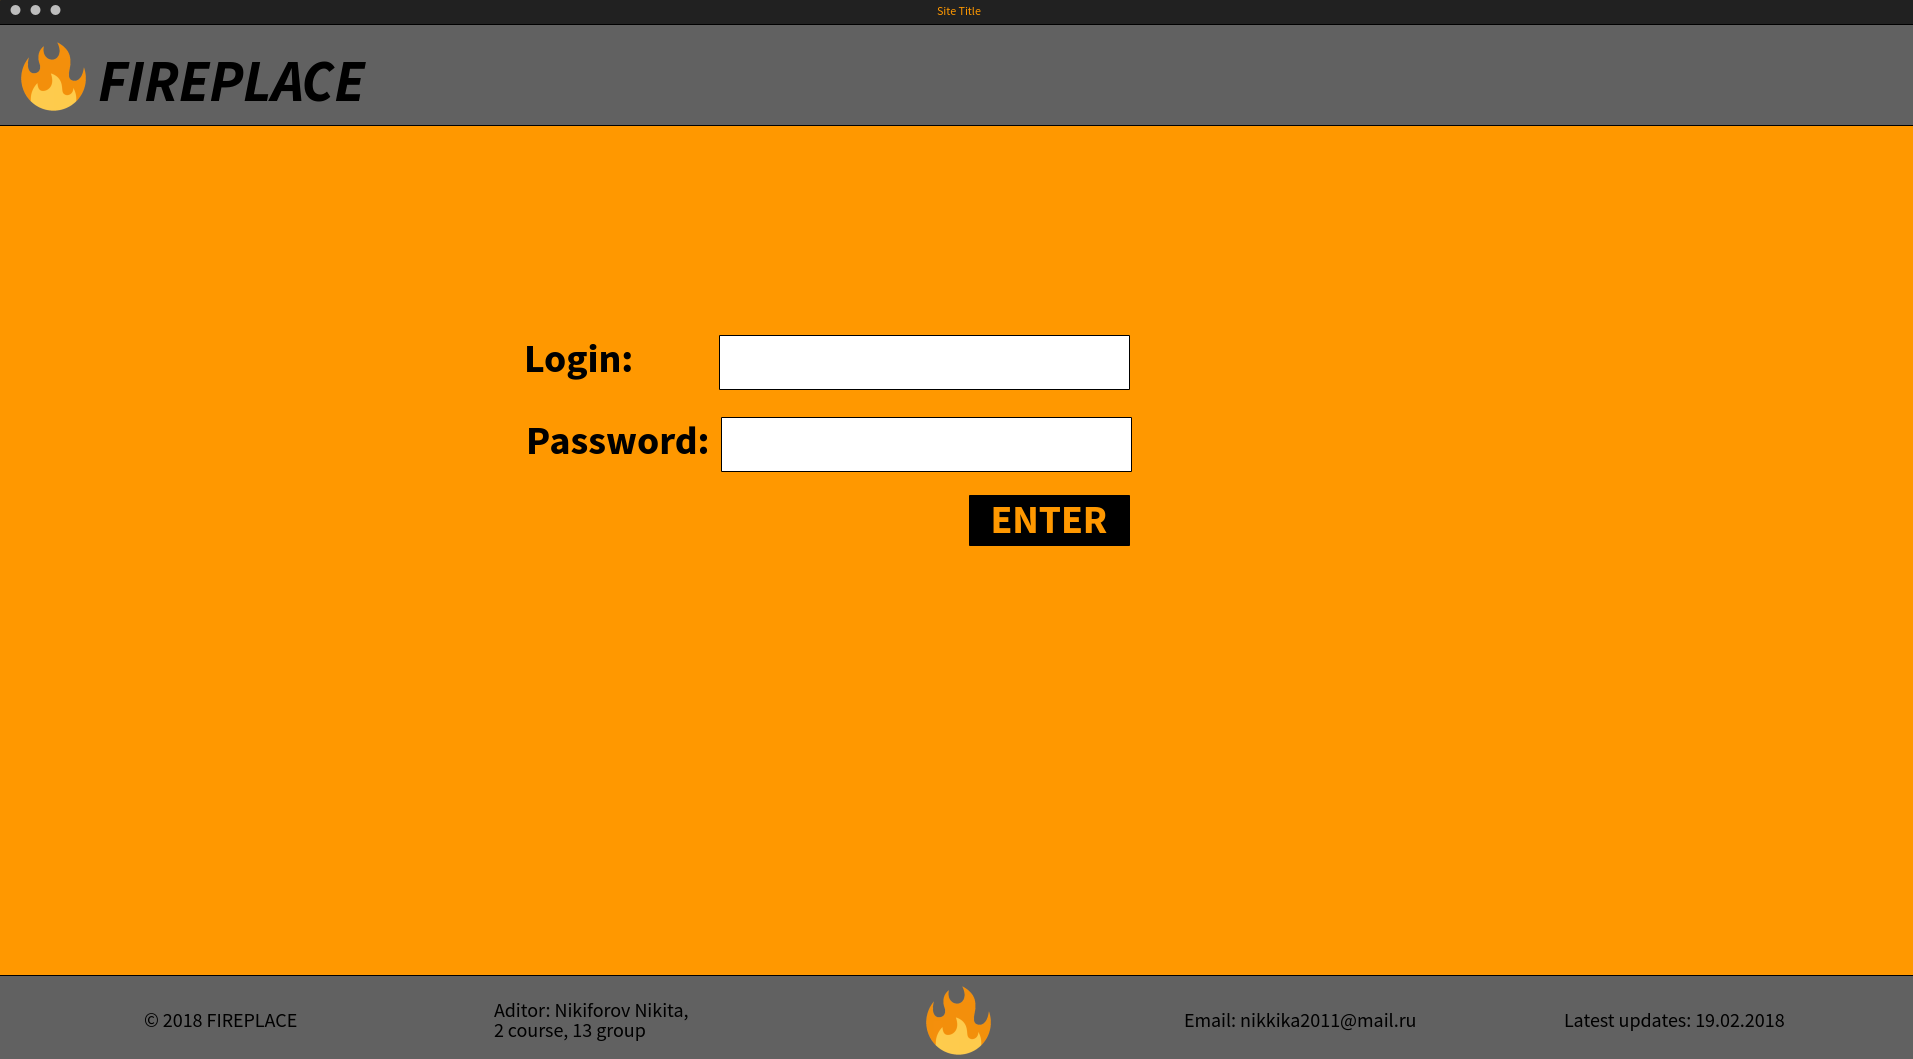 Site Title
FIREPLACE
Login:
Password:
ENTER
© 2018 FIREPLACE
Aditor: Nikiforov Nikita,
2 course, 13 group
Email: nikkika2011@mail.ru
Latest updates: 19.02.2018